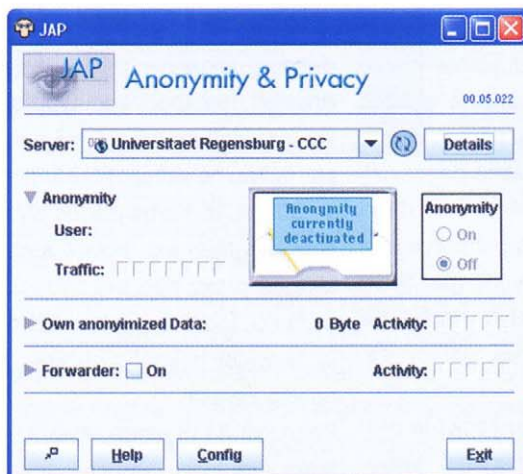 JAP
JAP Anonymity & Privacy
00.05.022
Server: Universitaet Regensburg - CCC Details
Anonymity
User:
Traffic:
Anonymity
currently
deactivated
Anonymity
On
Off
Own anonyimized Data: 0 Byte Activity:
Forwarder: On Activity:
Help Config Exit